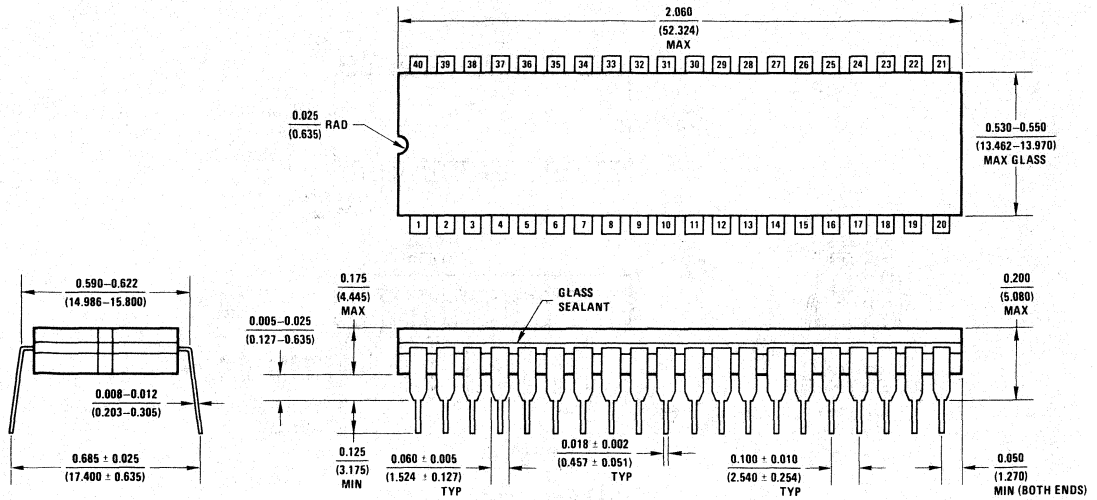 2.060
(52.324)
MAX
40 39 38 37 36 35 34 33 32 31 30 29 28 27 26 25 24 23 22 21
0.025
(0.635) RAD
0.530–0.550
(13.462–13.970)
MAX GLASS
1 2 3 4 5 6 7 8 9 10 11 12 13 14 15 16 17 18 19 20
0.590–0.622
(14.986–15.800)
0.175
(4.445)
MAX
GLASS
SEALANT
0.200
(5.080)
MAX
0.005–0.025
(0.127–0.635)
0.008–0.012
(0.203–0.305)
0.685 ± 0.025
(17.400 ± 0.635)
0.125
(3.175)
MIN
0.060 ± 0.005
(1.524 ± 0.127)
TYP
0.018 ± 0.002
(0.457 ± 0.051)
TYP
0.100 ± 0.010
(2.540 ± 0.254)
TYP
0.050
(1.270)
MIN (BOTH ENDS)